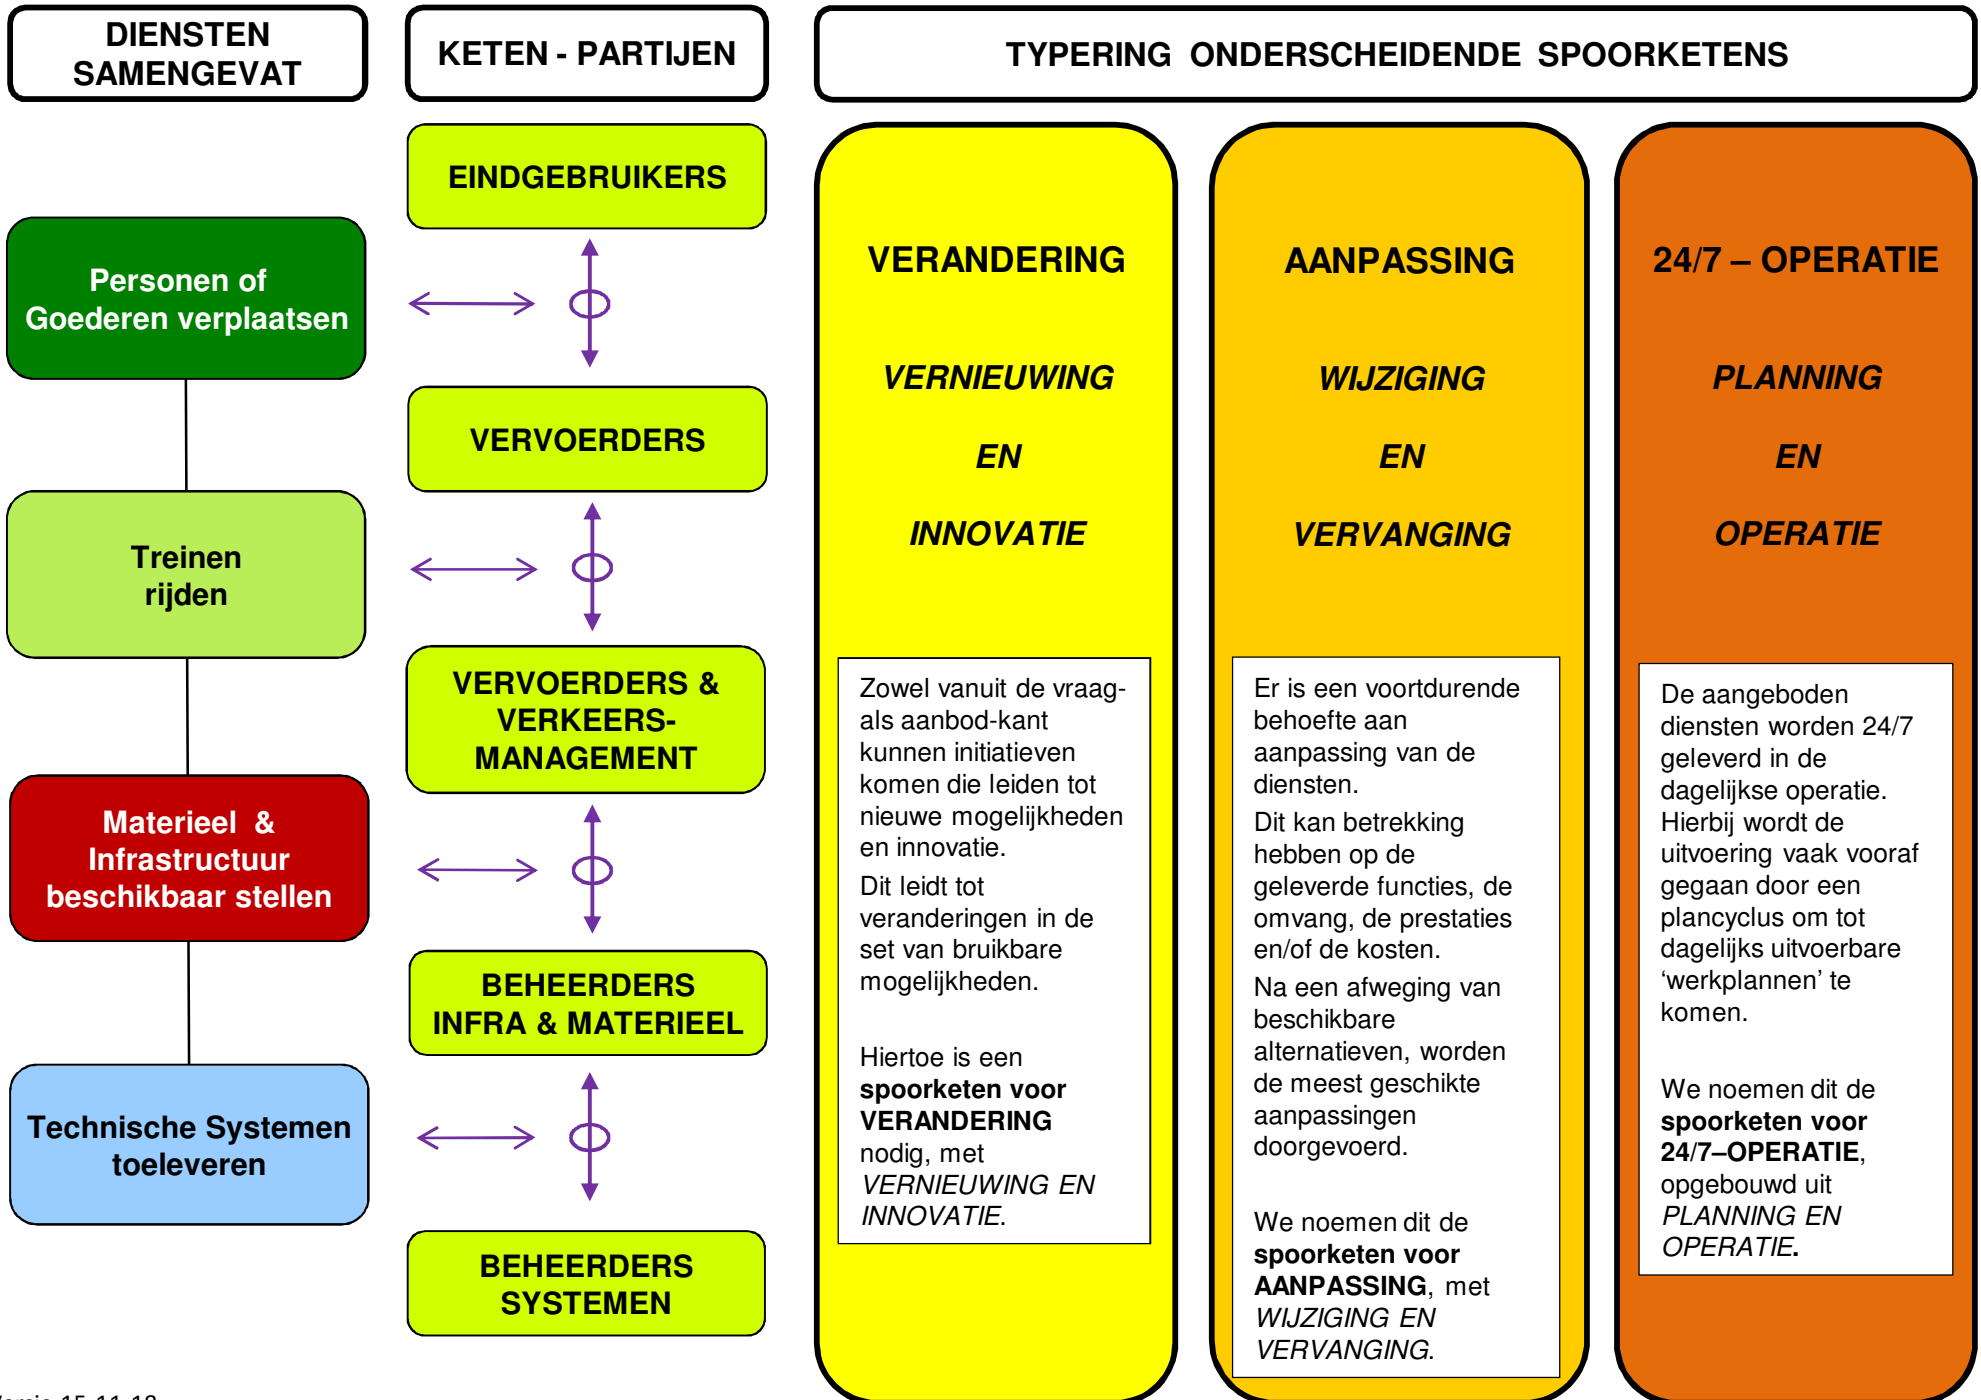 DIENSTEN
SAMENGEVAT
KETEN - PARTIJEN
TYPERING ONDERSCHEIDENDE SPOORKETENS
Personen of
Goederen verplaatsen
Treinen
rijden
Materieel &
Infrastructuur
beschikbaar stellen
Technische Systemen
toeleveren
EINDGEBRUIKERS
VERVOERDERS
VERVOERDERS &
VERKEERS-
MANAGEMENT
BEHEERDERS
INFRA & MATERIEEL
BEHEERDERS
SYSTEMEN
VERANDERING
VERNIEUWING
EN
INNOVATIE
Zowel vanuit de vraag-
als aanbod-kant
kunnen initiatieven
komen die leiden tot
nieuwe mogelijkheden
en innovatie.
Dit leidt tot
veranderingen in de
set van bruikbare
mogelijkheden.
Hiertoe is een
spoorketen voor
VERANDERING
nodig, met
VERNIEUWING EN
INNOVATIE.
AANPASSING
WIJZIGING
EN
VERVANGING
Er is een voortdurende
behoefte aan
aanpassing van de
diensten.
Dit kan betrekking
hebben op de
geleverde functies, de
omvang, de prestaties
en/of de kosten.
Na een afweging van
beschikbare
alternatieven, worden
de meest geschikte
aanpassingen
doorgevoerd.
We noemen dit de
spoorketen voor
AANPASSING, met
WIJZIGING EN
VERVANGING.
24/7 – OPERATIE
PLANNING
EN
OPERATIE
De aangeboden
diensten worden 24/7
geleverd in de
dagelijkse operatie.
Hierbij wordt de
uitvoering vaak vooraf
gegaan door een
plancyclus om tot
dagelijks uitvoerbare
‘werkplannen’ te
komen.
We noemen dit de
spoorketen voor
24/7–OPERATIE,
opgebouwd uit
PLANNING EN
OPERATIE.